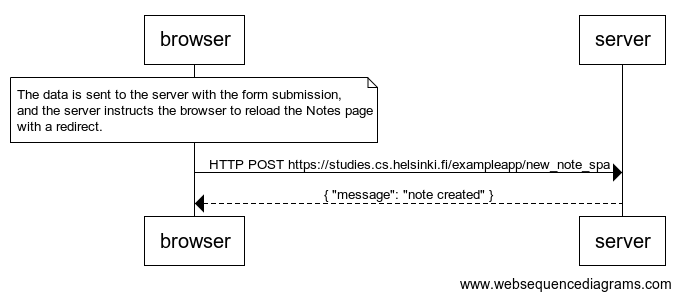 browser
server
The data is sent to the server with the form submission,
and the server instructs the browser to reload the Notes page
with a redirect.
HTTP POST https://studies.cs.helsinki.fi/exampleapp/new_note_spa
{ "message": "note created" }
browser
server
www.websequencediagrams.com